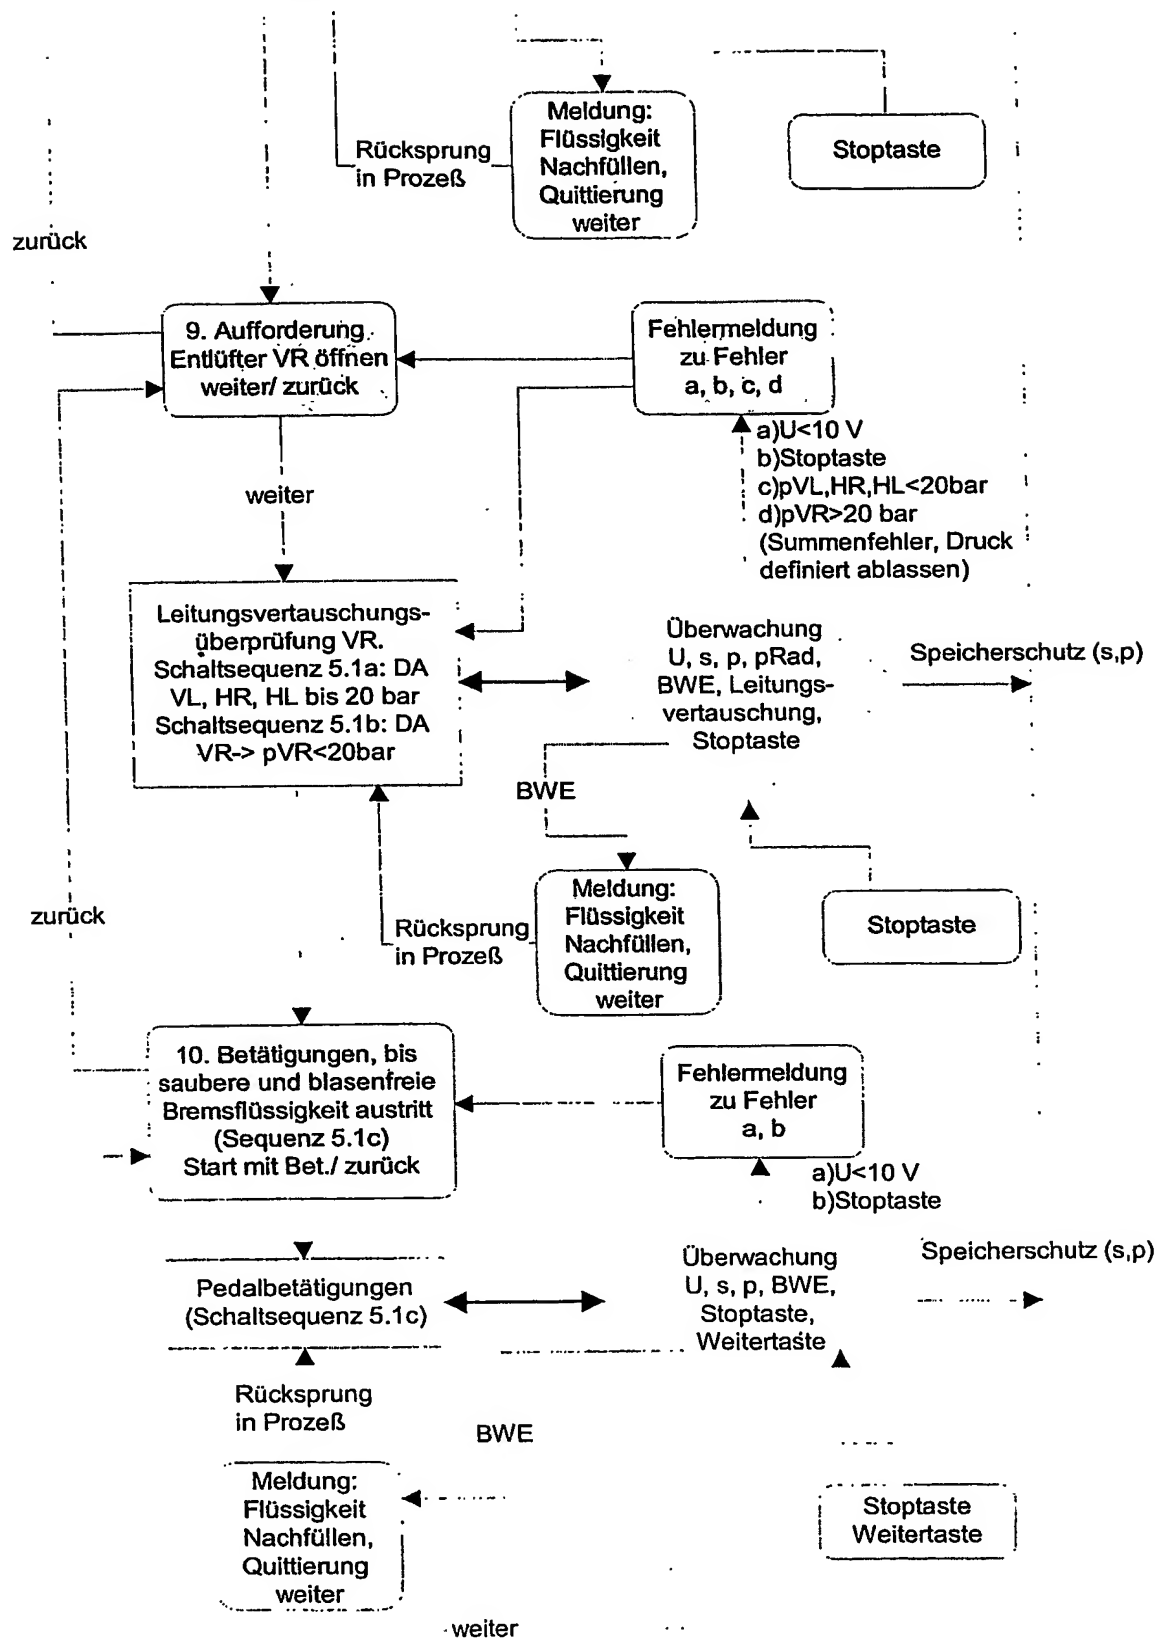 Meldung:
Flüssigkeit
Nachfüllen,
Quittierung
weiter
Rücksprung
in Prozeß
Stoptaste
zurück
9. Aufforderung
Entlüfter VR öffnen
weiter/ zurück
Fehlermeldung
zu Fehler
a, b, c, d
a)U<10 V
b)Stoptaste
c)pVL,HR,HL<20bar
d)pVR>20 bar
(Summenfehler, Druck
definiert ablassen)
weiter
Leitungsvertauschungs-
überprüfung VR.
Schaltsequenz 5.1a: DA
VL, HR, HL bis 20 bar
Schaltsequenz 5.1b: DA
VR-> pVR<20bar
Überwachung
U, s, p, pRad,
BWE, Leitungs-
vertauschung,
Stoptaste
Speicherschutz (s,p)
BWE
Meldung:
Flüssigkeit
Nachfüllen,
Quittierung
weiter
Rücksprung
in Prozeß
Stoptaste
zurück
10. Betätigungen, bis
saubere und blasenfreie
Bremsflüssigkeit austritt
(Sequenz 5.1c)
Start mit Bet./ zurück
Fehlermeldung
zu Fehler
a, b
a)U<10 V
b)Stoptaste
Pedalbetätigungen
(Schaltsequenz 5.1c)
Überwachung
U, s, p, BWE,
Stoptaste,
Weitertaste
Speicherschutz (s,p)
Rücksprung
in Prozeß
BWE
Meldung:
Flüssigkeit
Nachfüllen,
Quittierung
weiter
Stoptaste
Weitertaste
weiter